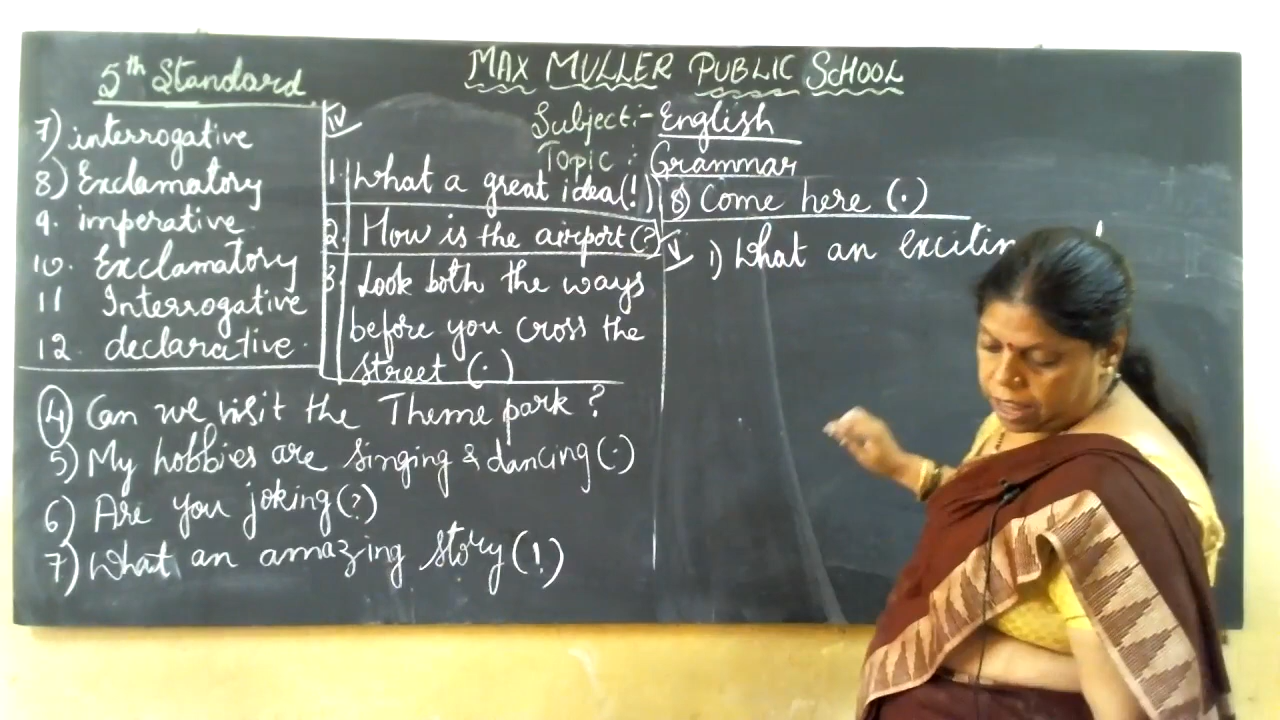 5th Standard
MAX MULLER PUBLIC SCHOOL
Subject:- English
Topic :- Grammar
7) interrogative
8) Exclamatory
9. imperative
10. Exclamatory
11 Interrogative
12. declarative.
IV
1. What a great idea(!)
2. How is the airport(?)
3. Look both the ways
before you cross the
street (.)
4) Can we visit the Theme park ?
5) My hobbies are singing & dancing(.)
6) Are you joking(?)
7) What an amazing story(!)
8) Come here (.)
V 1) What an